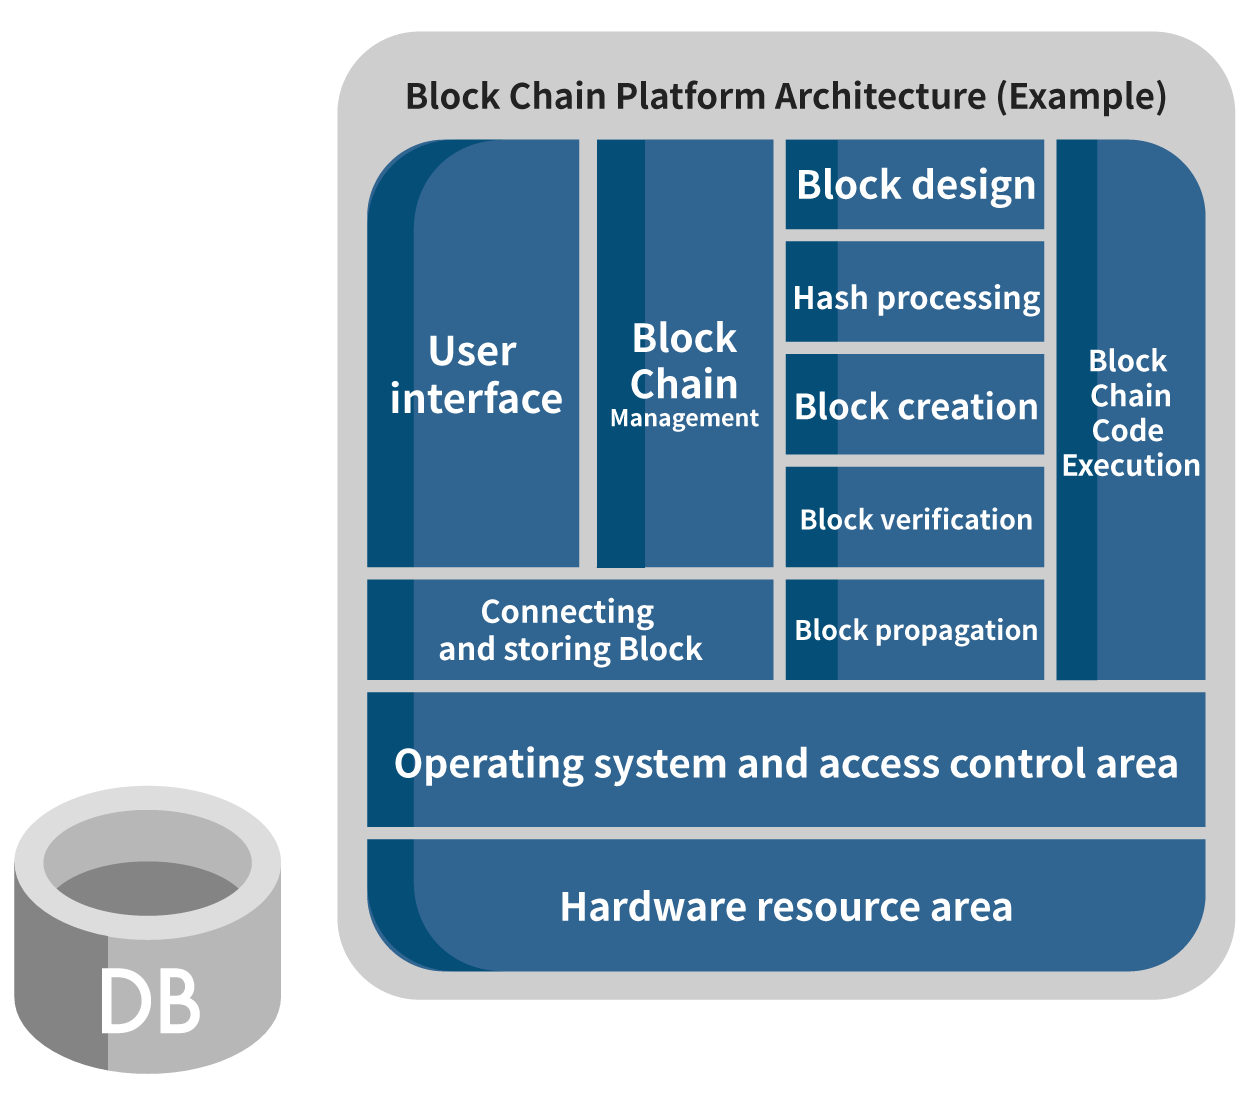 Block Chain Platform Architecture (Example)
User
interface
Block
Chain
Management
Block design
Hash processing
Block creation
Block verification
Block propagation
Block
Chain
Code
Execution
Connecting
and storing Block
Operating system and access control area
Hardware resource area
DB